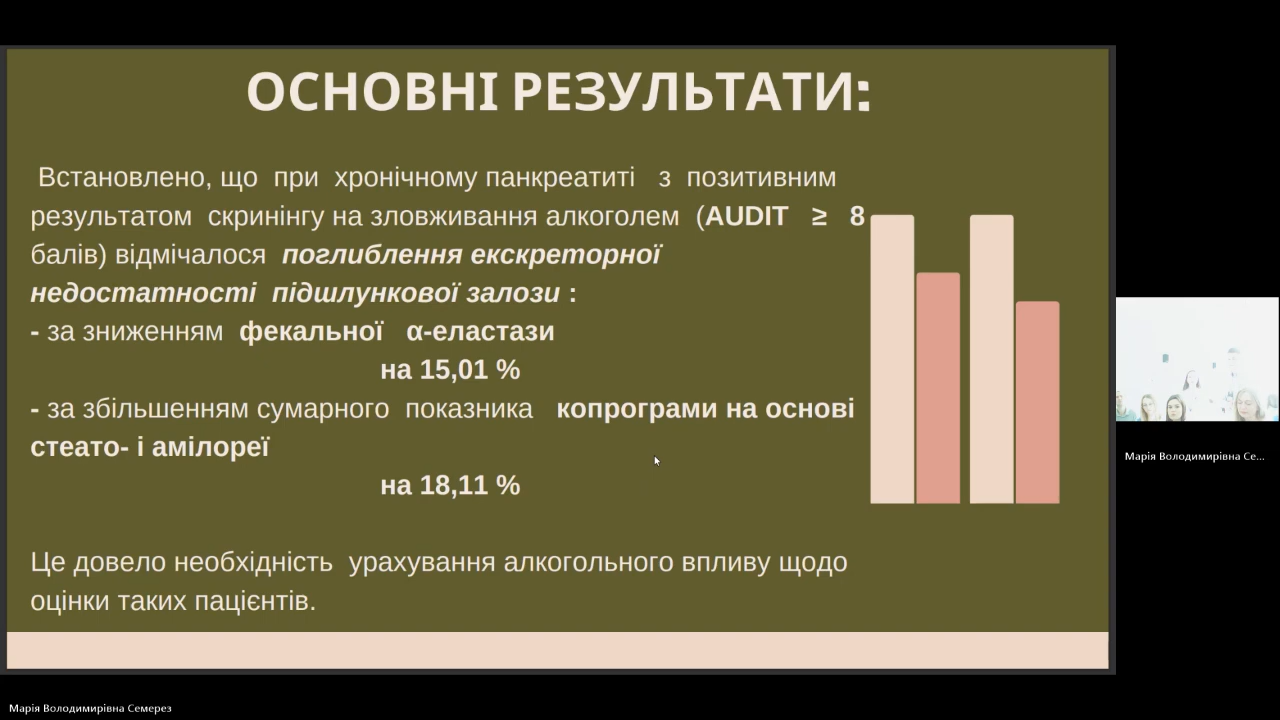 ОСНОВНІ РЕЗУЛЬТАТИ:
Встановлено, що при хронічному панкреатиті з позитивним
результатом скринінгу на зловживання алкоголем (AUDIT ≥ 8
балів) відмічалося поглиблення екскреторної
недостатності підшлункової залози :
- за зниженням фекальної α-еластази
на 15,01 %
- за збільшенням сумарного показника копрограми на основі
стеато- і амілореї
на 18,11 %
Це довело необхідність урахування алкогольного впливу щодо
оцінки таких пацієнтів.
Марія Володимирівна Се...
Марія Володимирівна Семерез